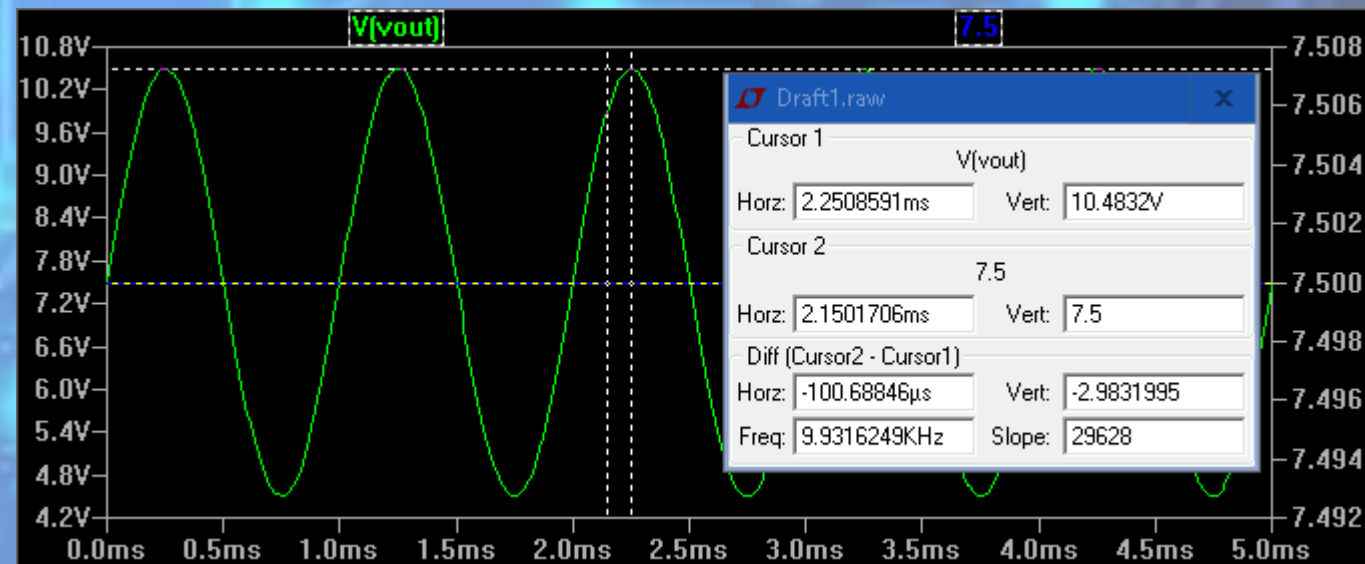 V(vout) 7.5
10.8V
10.2V
9.6V
9.0V
8.4V
7.8V
7.2V
6.6V
6.0V
5.4V
4.8V
4.2V
Draft1.raw x
Cursor 1
V(vout)
Horz: 2.2508591ms Vert: 10.4832V
Cursor 2
7.5
Horz: 2.1501706ms Vert: 7.5
Diff (Cursor2 - Cursor1)
Horz: -100.68846µs Vert: -2.9831995
Freq: 9.9316249KHz Slope: 29628
7.508
7.506
7.504
7.502
7.500
7.498
7.496
7.494
7.492
0.0ms 0.5ms 1.0ms 1.5ms 2.0ms 2.5ms 3.0ms 3.5ms 4.0ms 4.5ms 5.0ms